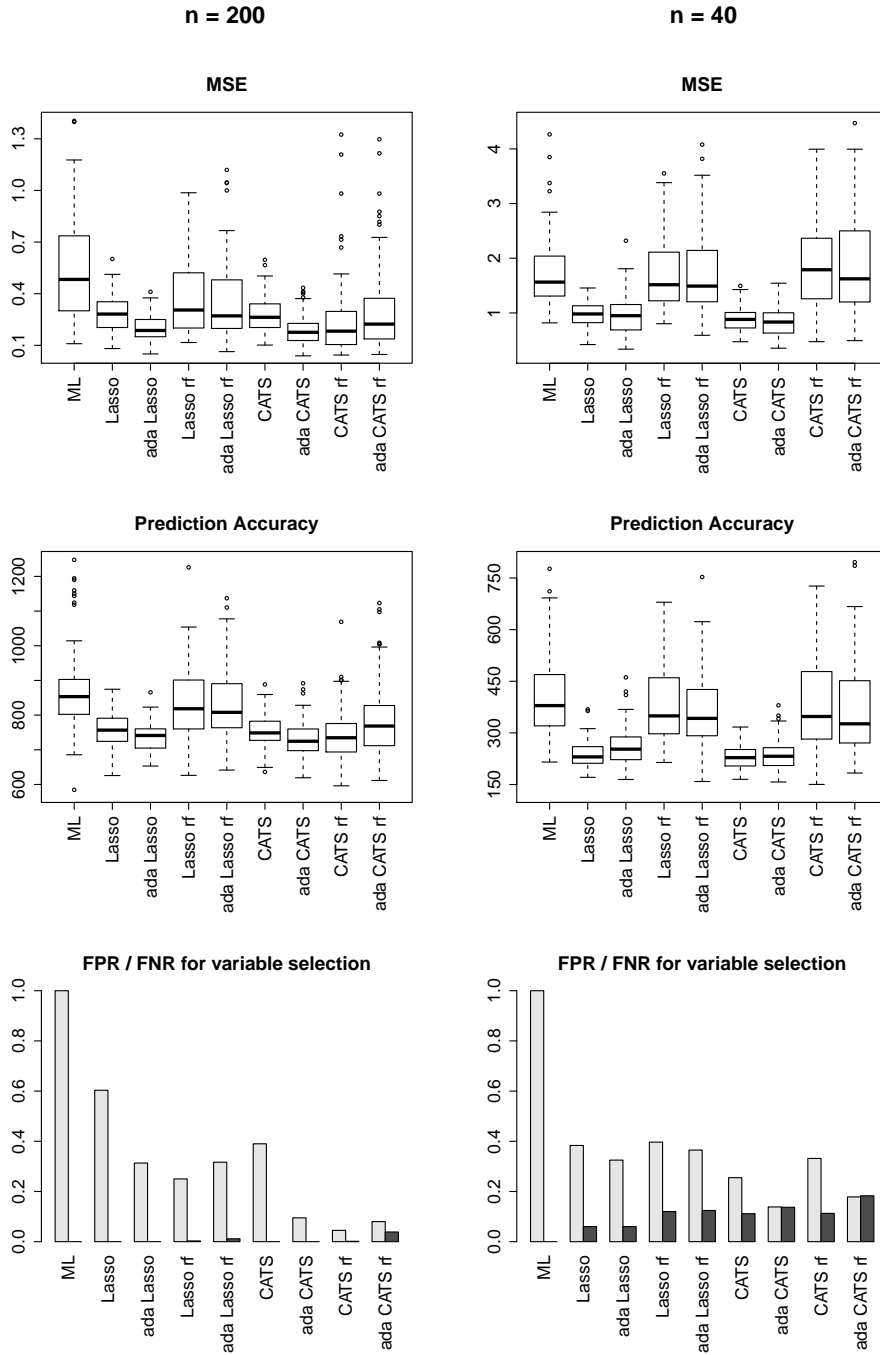 n = 200
n = 40
MSE
0.1 0.4 0.7 1.0 1.3
ML Lasso ada Lasso Lasso rf ada Lasso rf CATS ada CATS CATS rf ada CATS rf
MSE
1 2 3 4
ML Lasso ada Lasso Lasso rf ada Lasso rf CATS ada CATS CATS rf ada CATS rf
Prediction Accuracy
600 800 1000 1200
ML Lasso ada Lasso Lasso rf ada Lasso rf CATS ada CATS CATS rf ada CATS rf
Prediction Accuracy
150 300 450 600 750
ML Lasso ada Lasso Lasso rf ada Lasso rf CATS ada CATS CATS rf ada CATS rf
FPR / FNR for variable selection
0.0 0.2 0.4 0.6 0.8 1.0
ML Lasso ada Lasso Lasso rf ada Lasso rf CATS ada CATS CATS rf ada CATS rf
FPR / FNR for variable selection
0.0 0.2 0.4 0.6 0.8 1.0
ML Lasso ada Lasso Lasso rf ada Lasso rf CATS ada CATS CATS rf ada CATS rf